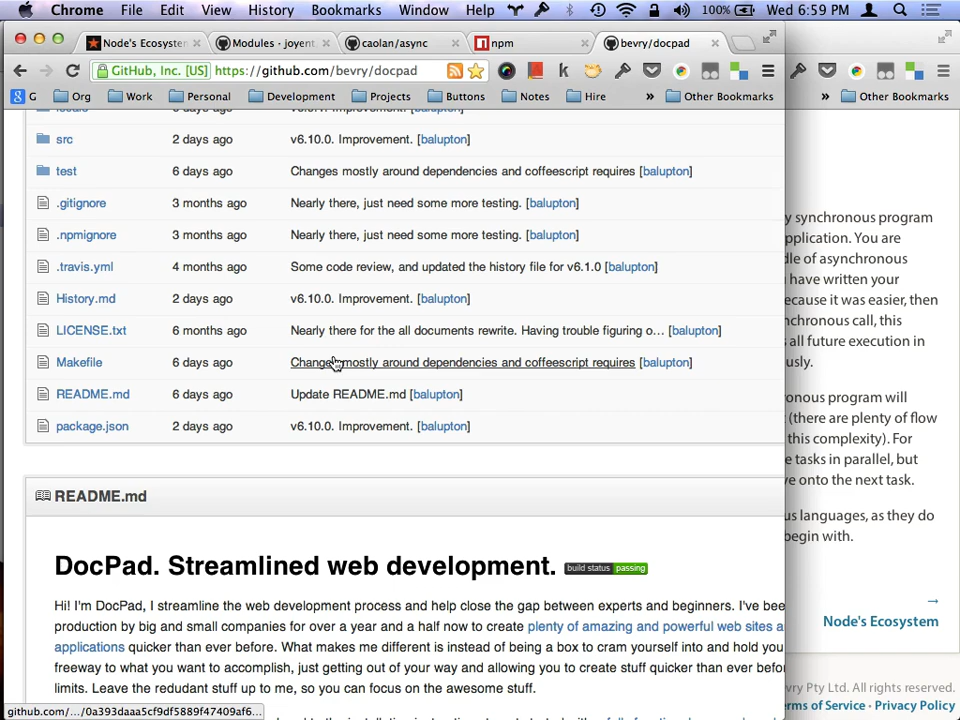 Chrome File Edit View History Bookmarks Window Help 100% Wed 6:59 PM
Node's Ecosystem Modules - joyent caolan/async npm bevry/docpad
GitHub, Inc. [US] https://github.com/bevry/docpad
G Org Work Personal Development Projects Buttons Notes Hire » Other Bookmarks » Other Bookmarks
src 2 days ago v6.10.0. Improvement. [balupton]
test 6 days ago Changes mostly around dependencies and coffeescript requires [balupton]
.gitignore 3 months ago Nearly there, just need some more testing. [balupton]
.npmignore 3 months ago Nearly there, just need some more testing. [balupton]
.travis.yml 4 months ago Some code review, and updated the history file for v6.1.0 [balupton]
History.md 2 days ago v6.10.0. Improvement. [balupton]
LICENSE.txt 6 months ago Nearly there for the all documents rewrite. Having trouble figuring o... [balupton]
Makefile 6 days ago Changes mostly around dependencies and coffeescript requires [balupton]
README.md 6 days ago Update README.md [balupton]
package.json 2 days ago v6.10.0. Improvement. [balupton]
README.md
DocPad. Streamlined web development. build status passing
Hi! I'm DocPad, I streamline the web development process and help close the gap between experts and beginners. I've bee
production by big and small companies for over a year and a half now to create plenty of amazing and powerful web sites a
applications quicker than ever before. What makes me different is instead of being a box to cram yourself into and hold you
freeway to what you want to accomplish, just getting out of your way and allowing you to create stuff quicker than ever befor
limits. Leave the redudant stuff up to me, so you can focus on the awesome stuff.
github.com/.../0a393daaa5cf9df5889f47409af6...
y synchronous program
pplication. You are
dle of asynchronous
have written your
ecause it was easier, then
nchronous call, this
s all future execution in
usly.
ronous program will
(there are plenty of flow
this complexity). For
e tasks in parallel, but
ve onto the next task.
us languages, as they do
begin with.
→
Node's Ecosystem
vry Pty Ltd. All rights reserved.
rms of Service · Privacy Policy